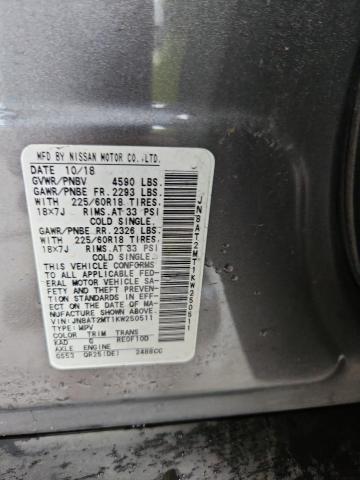 MFD BY NISSAN MOTOR CO.,LTD.
DATE 10/18
GVWR/PNBV 4590 LBS.
GAWR/PNBE FR. 2293 LBS.
WITH 225/60R18 TIRES.
18x7J RIMS.AT 33 PSI
COLD SINGLE.
GAWR/PNBE RR. 2326 LBS.
WITH 225/60R18 TIRES.
18x7J RIMS.AT 33 PSI
COLD SINGLE.
THIS VEHICLE CONFORMS
TO ALL APPLICABLE FED-
ERAL MOTOR VEHICLE SA-
FETY AND THEFT PREVEN-
TION STANDARDS IN EFF-
ECT ON THE DATE OF MA-
NUFACTURE SHOWN ABOVE.
VIN:JN8AT2MT1KW250511
TYPE:MPV
COLOR TRIM TRANS
KAD G RE0F10D
AXLE ENGINE
GS53 QR25(DE) 2488CC
JN8AT2MT1KW250511